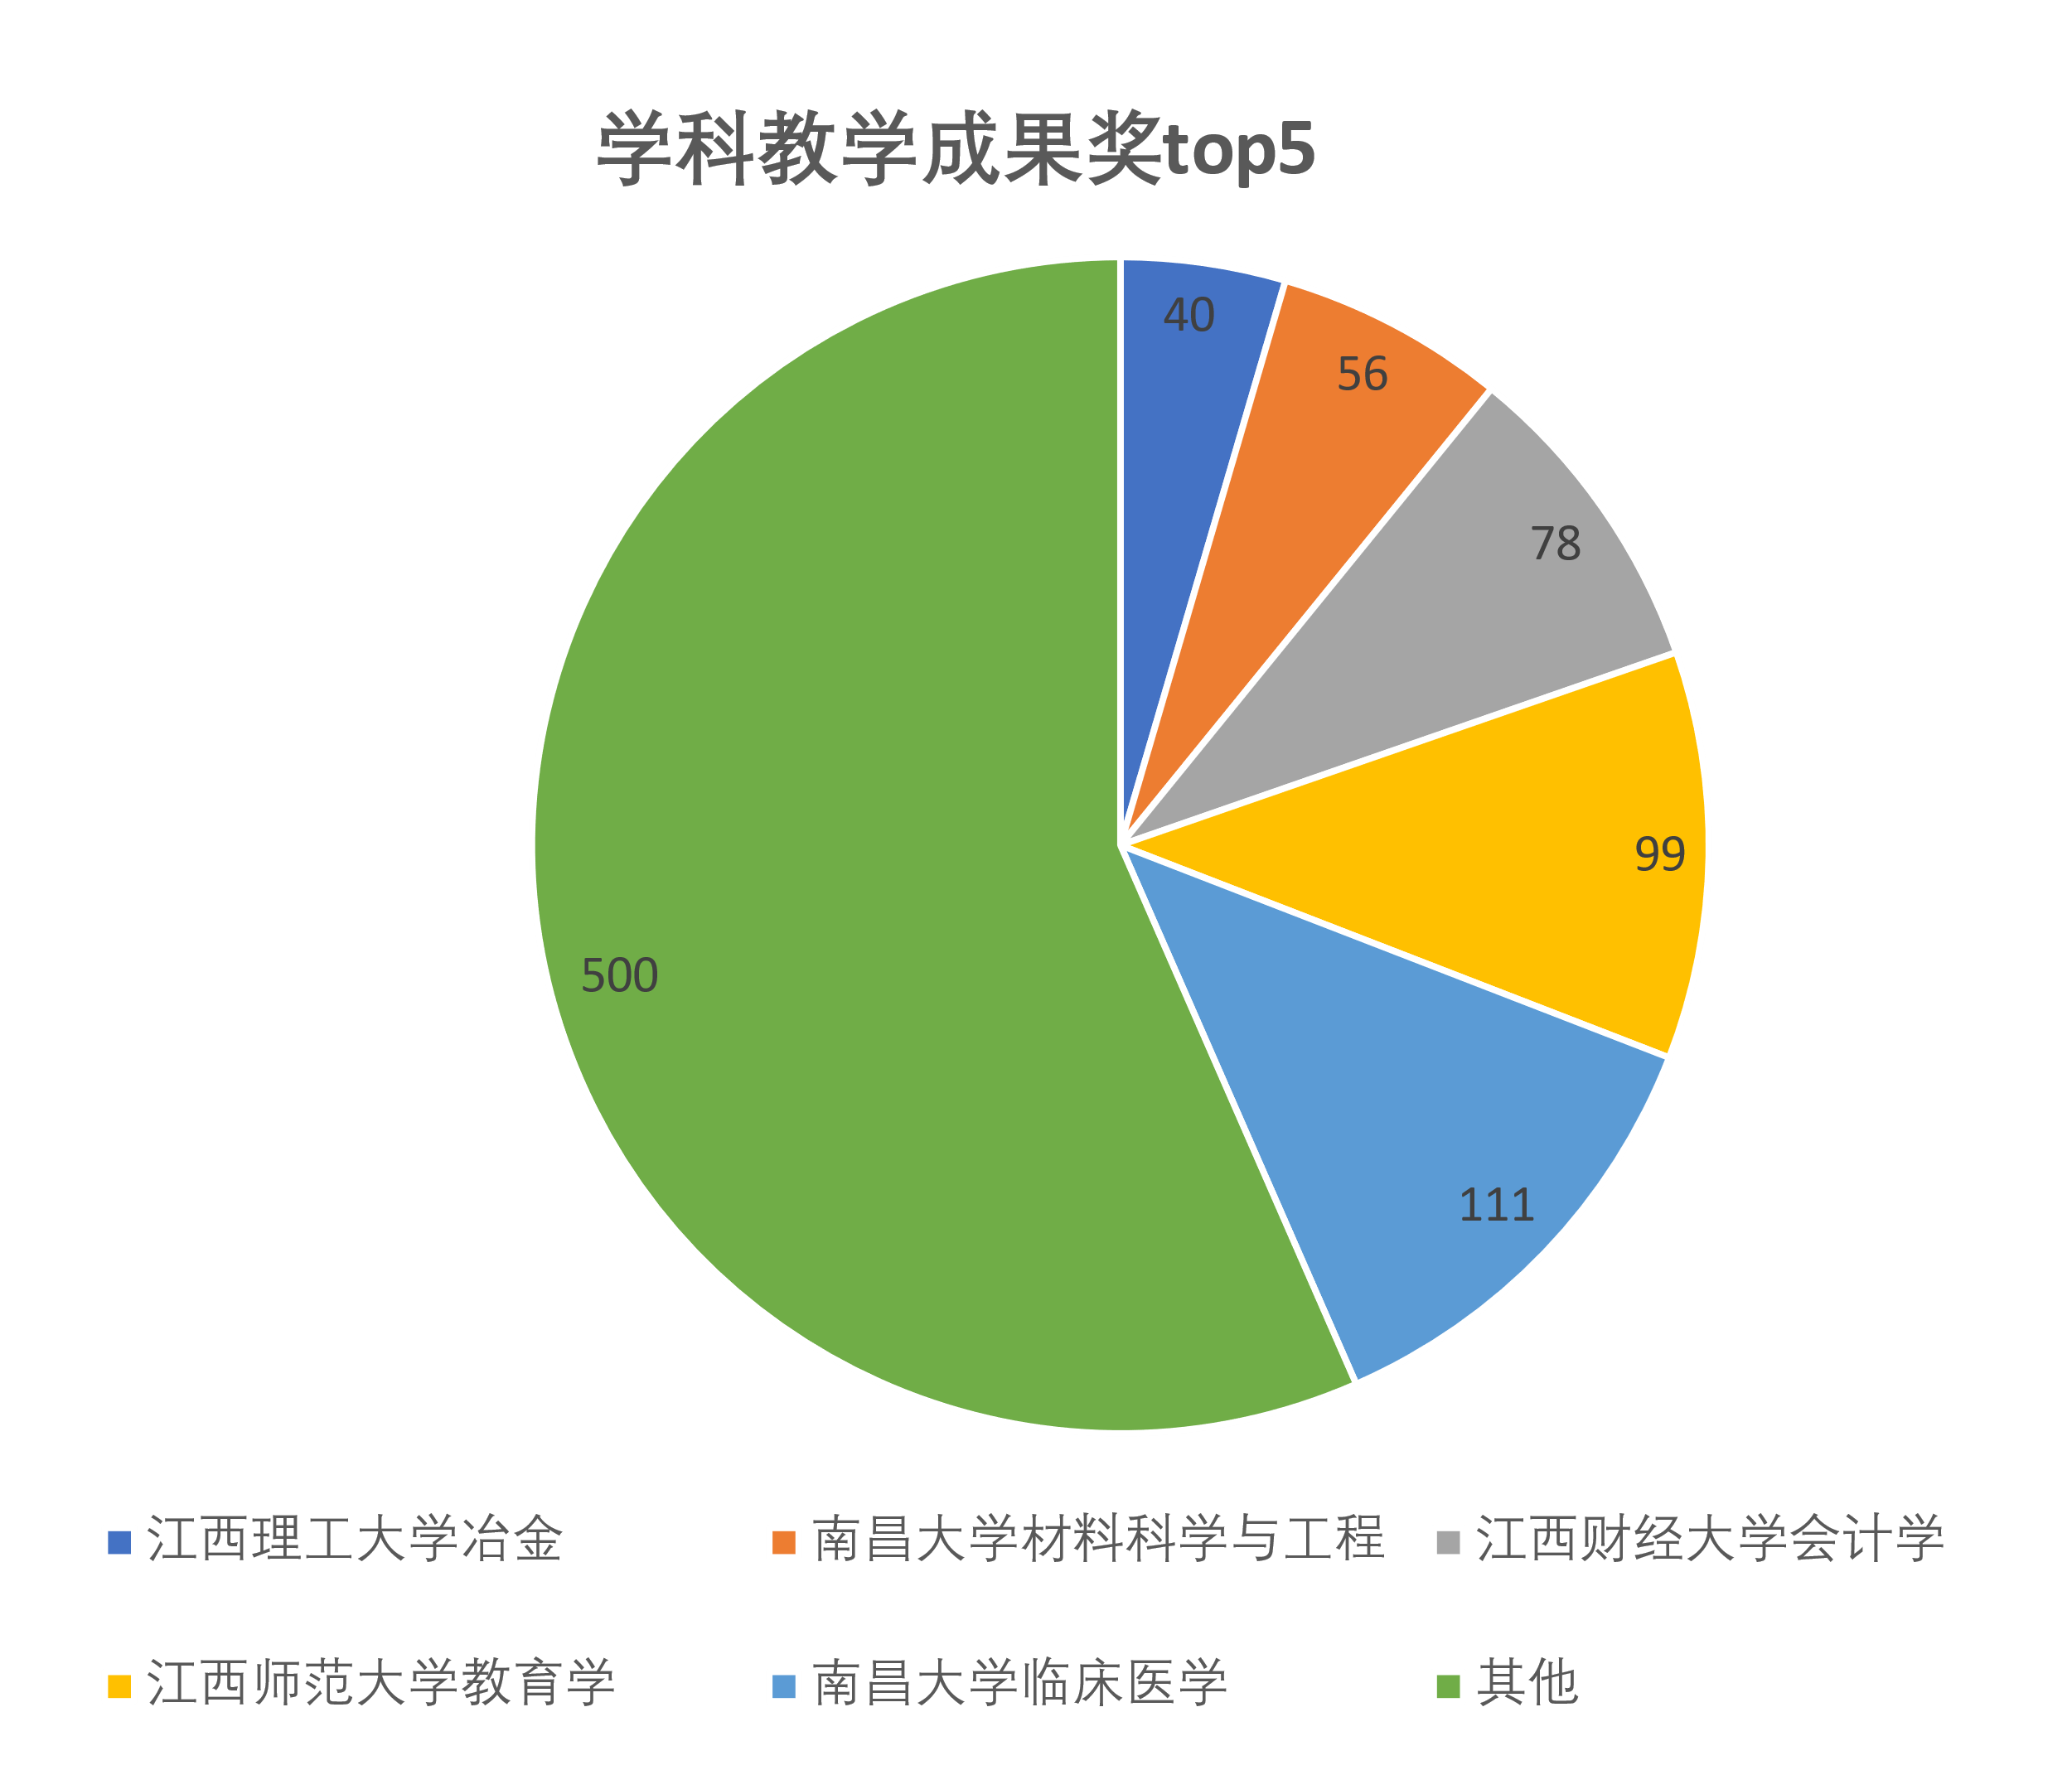 学科教学成果奖top5
40
56
78
99
111
500
江西理工大学冶金
南昌大学材料科学与工程
江西财经大学会计学
江西师范大学教育学
南昌大学临床医学
其他